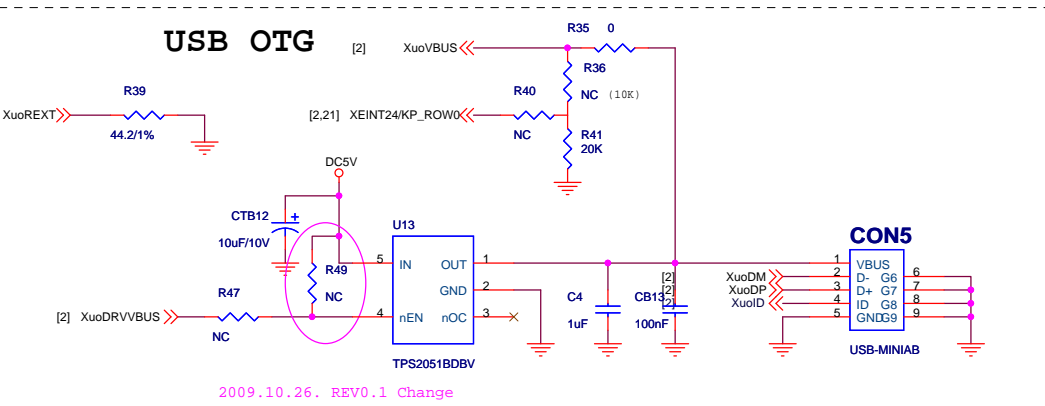 USB OTG
[2] XuoVBUS
R35 0
R36
NC (10K)
R39
XuoREXT
44.2/1%
R40
[2,21] XEINT24/KP_ROW0
NC
R41
20K
DC5V
CTB12
+
10uF/10V
U13
R49
NC
5 IN OUT 1
GND 2
4 nEN nOC 3
TPS2051BDBV
R47
[2] XuoDRVVBUS
NC
C4
1uF
[2]
[2]
[2]
CB13
100nF
CON5
1 VBUS
XuoDM 2 D- G6 6
XuoDP 3 D+ G7 7
XuoID 4 ID G8 8
5 GND G9 9
USB-MINIAB
2009.10.26. REV0.1 Change